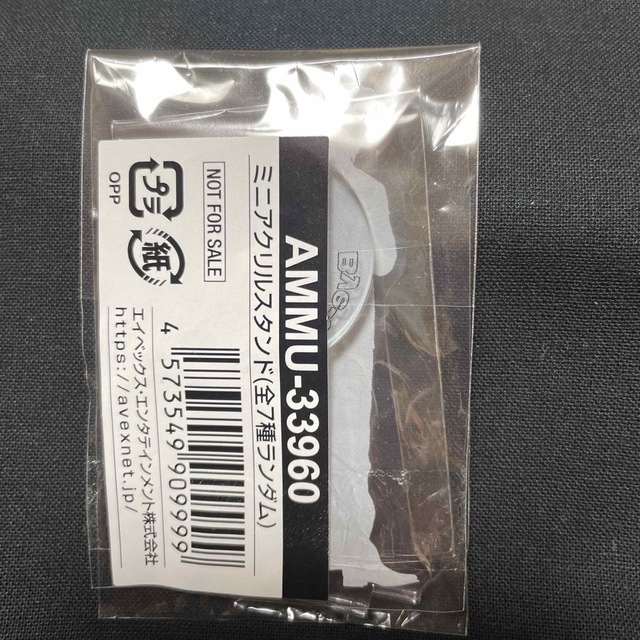 AMMU-33960
ミニアクリルスタンド(全7種ランダム)
NOT FOR SALE
プラ
OPP
紙
4 573549 909999
エイベックス・エンタテインメント株式会社
https://avexnet.jp/